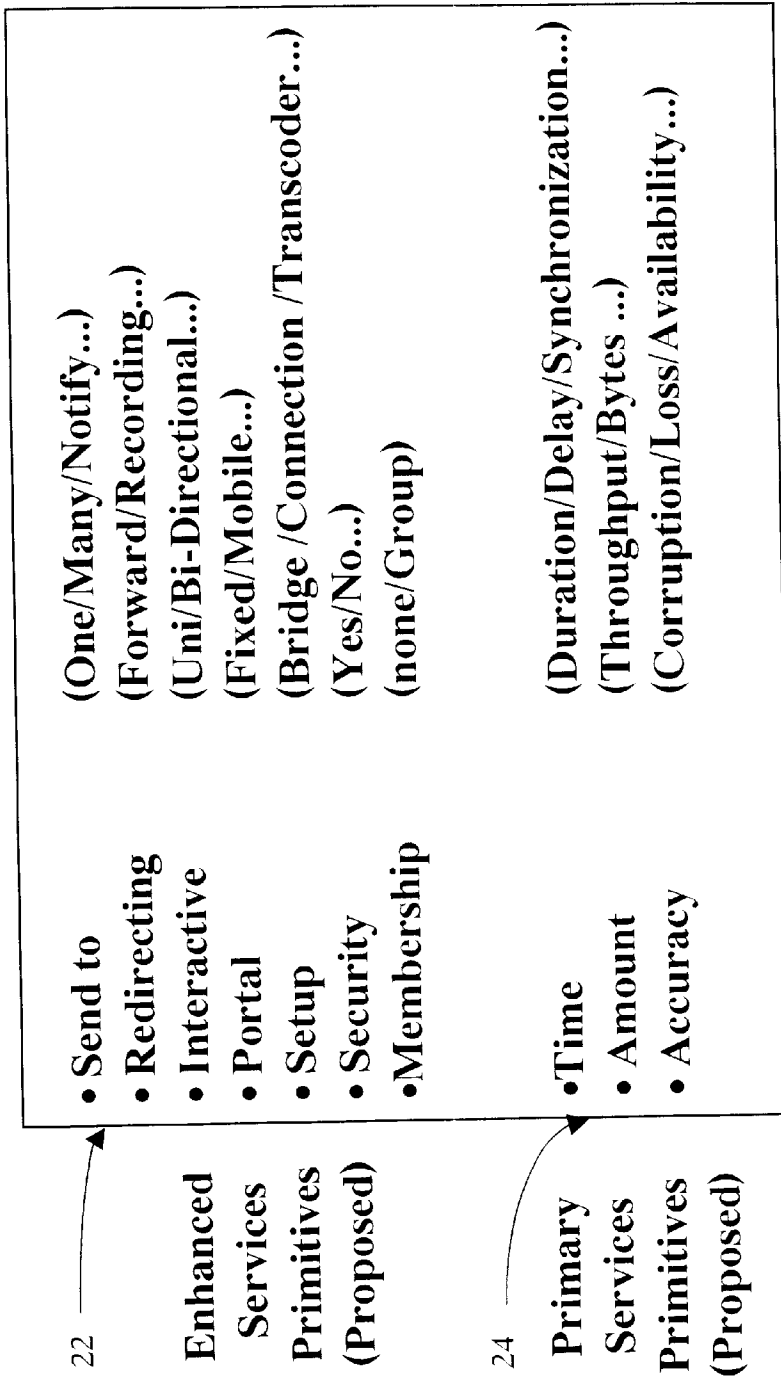 22
Enhanced
Services
Primitives
(Proposed)
• Send to (One/Many/Notify...)
• Redirecting (Forward/Recording...)
• Interactive (Uni/Bi-Directional...)
• Portal (Fixed/Mobile...)
• Setup (Bridge /Connection /Transcoder...)
• Security (Yes/No...)
•Membership (none/Group)
24
Primary
Services
Primitives
(Proposed)
•Time (Duration/Delay/Synchronization...)
• Amount (Throughput/Bytes ...)
• Accuracy (Corruption/Loss/Availability...)